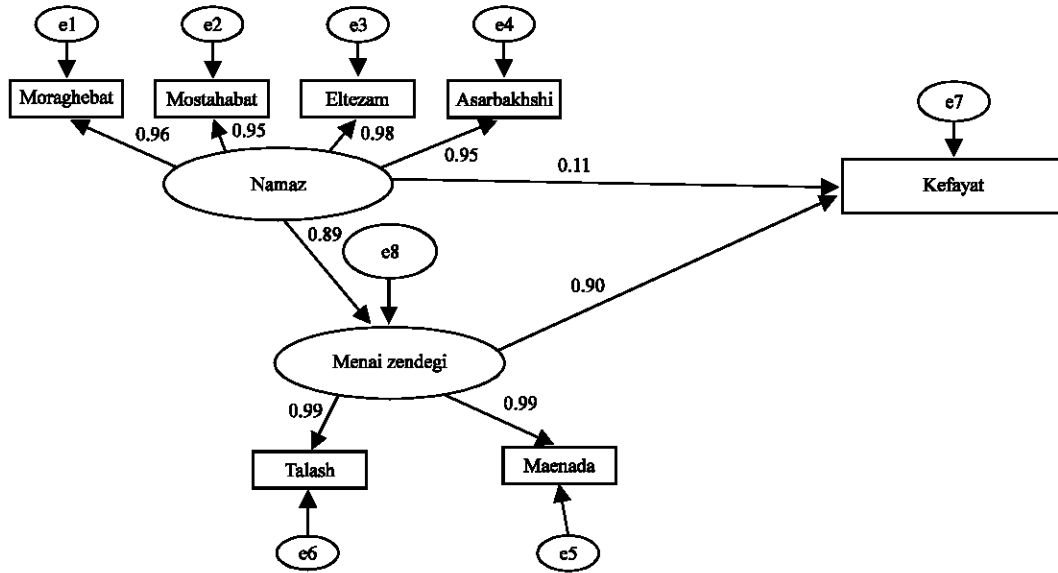 e1
e2
e3
e4
Moraghebat
Mostahabat
Eltezam
Asarbakhshi
e7
0.96
0.95
0.98
0.95
Namaz
0.11
Kefayat
0.89
e8
0.90
Menai zendegi
0.99
0.99
Talash
Maenada
e6
e5